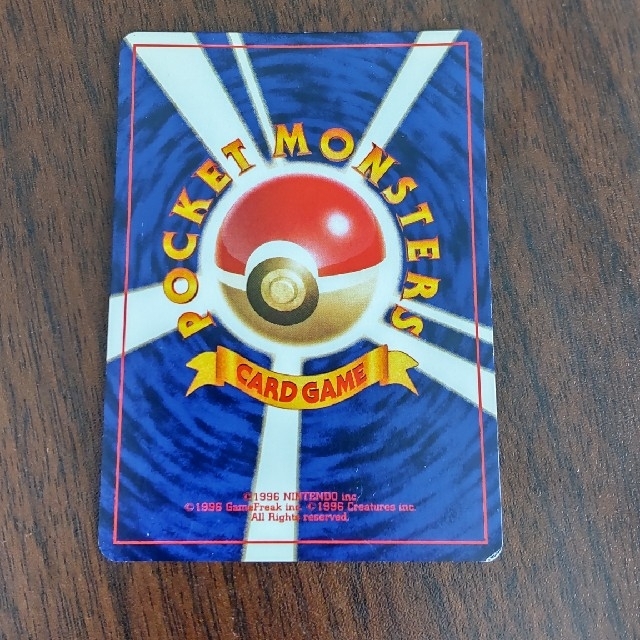 POCKET MONSTERS
CARD GAME
©1996 NINTENDO inc.
©1996 GameFreak inc. ©1996 Creatures inc.
All Rights reserved.